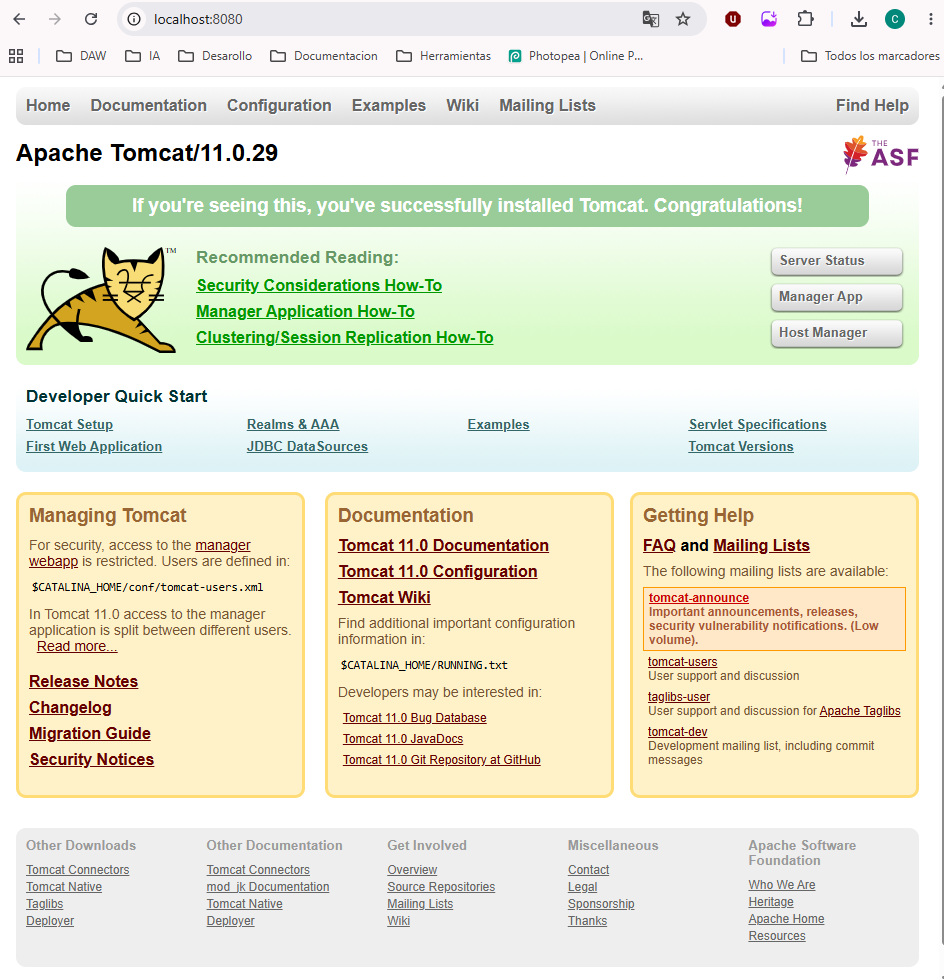 localhost:8080
DAW
IA
Desarollo
Documentacion
Herramientas
Photopea | Online P...
Todos los marcadores
Home
Documentation
Configuration
Examples
Wiki
Mailing Lists
Find Help
Apache Tomcat/11.0.29
THE
ASF
If you're seeing this, you've successfully installed Tomcat. Congratulations!
TM
Recommended Reading:
Security Considerations How-To
Manager Application How-To
Clustering/Session Replication How-To
Server Status
Manager App
Host Manager
Developer Quick Start
Tomcat Setup
First Web Application
Realms & AAA
JDBC DataSources
Examples
Servlet Specifications
Tomcat Versions
Managing Tomcat
For security, access to the manager
webapp is restricted. Users are defined in:
$CATALINA_HOME/conf/tomcat-users.xml
In Tomcat 11.0 access to the manager
application is split between different users.
Read more...
Release Notes
Changelog
Migration Guide
Security Notices
Documentation
Tomcat 11.0 Documentation
Tomcat 11.0 Configuration
Tomcat Wiki
Find additional important configuration
information in:
$CATALINA_HOME/RUNNING.txt
Developers may be interested in:
Tomcat 11.0 Bug Database
Tomcat 11.0 JavaDocs
Tomcat 11.0 Git Repository at GitHub
Getting Help
FAQ and Mailing Lists
The following mailing lists are available:
tomcat-announce
Important announcements, releases,
security vulnerability notifications. (Low
volume).
tomcat-users
User support and discussion
taglibs-user
User support and discussion for Apache Taglibs
tomcat-dev
Development mailing list, including commit
messages
Other Downloads
Tomcat Connectors
Tomcat Native
Taglibs
Deployer
Other Documentation
Tomcat Connectors
mod_jk Documentation
Tomcat Native
Deployer
Get Involved
Overview
Source Repositories
Mailing Lists
Wiki
Miscellaneous
Contact
Legal
Sponsorship
Thanks
Apache Software
Foundation
Who We Are
Heritage
Apache Home
Resources